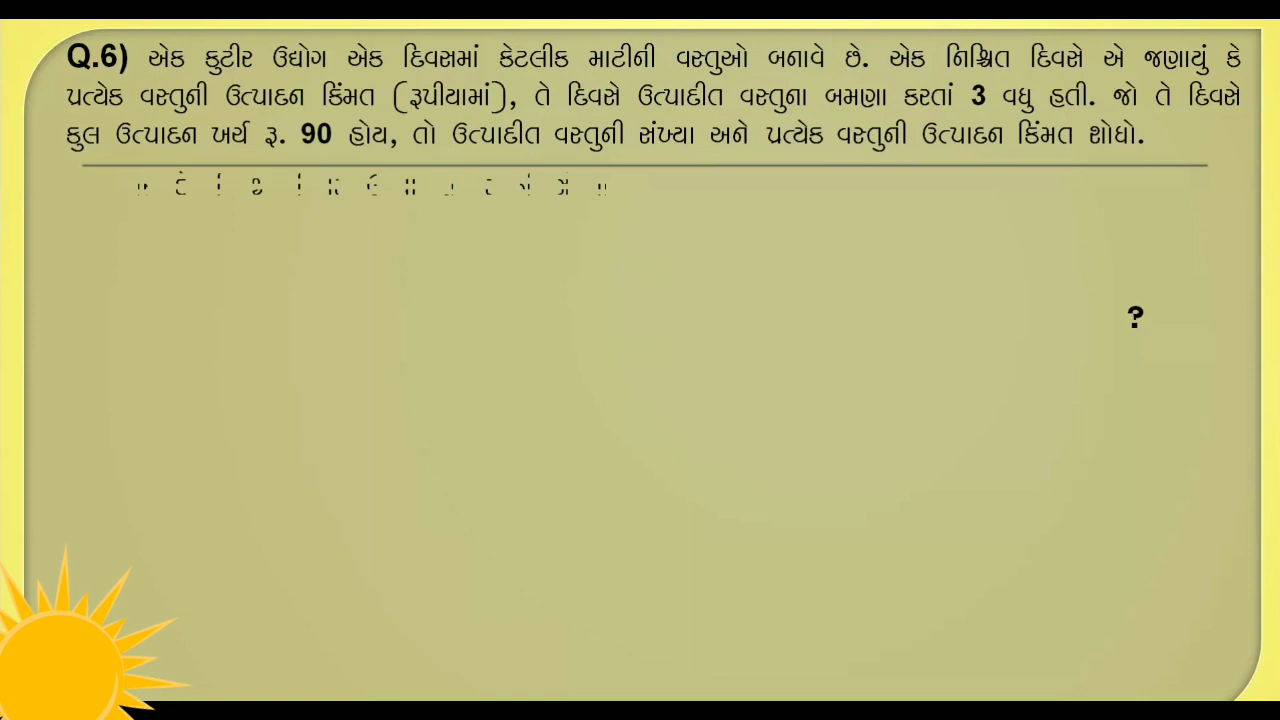 Q.6) એક કુટીર ઉદ્યોગ એક દિવસમાં કેટલીક માટીની વસ્તુઓ બનાવે છે. એક નિશ્ચિત દિવસે એ જણાયું કે
પ્રત્યેક વસ્તુની ઉત્પાદન કિંમત (રૂપીયામાં), તે દિવસે ઉત્પાદીત વસ્તુના બમણા કરતાં 3 વધુ હતી. જો તે દિવસે
કુલ ઉત્પાદન ખર્ચ રૂ. 90 હોય, તો ઉત્પાદીત વસ્તુની સંખ્યા અને પ્રત્યેક વસ્તુની ઉત્પાદન કિંમત શોધો.
?